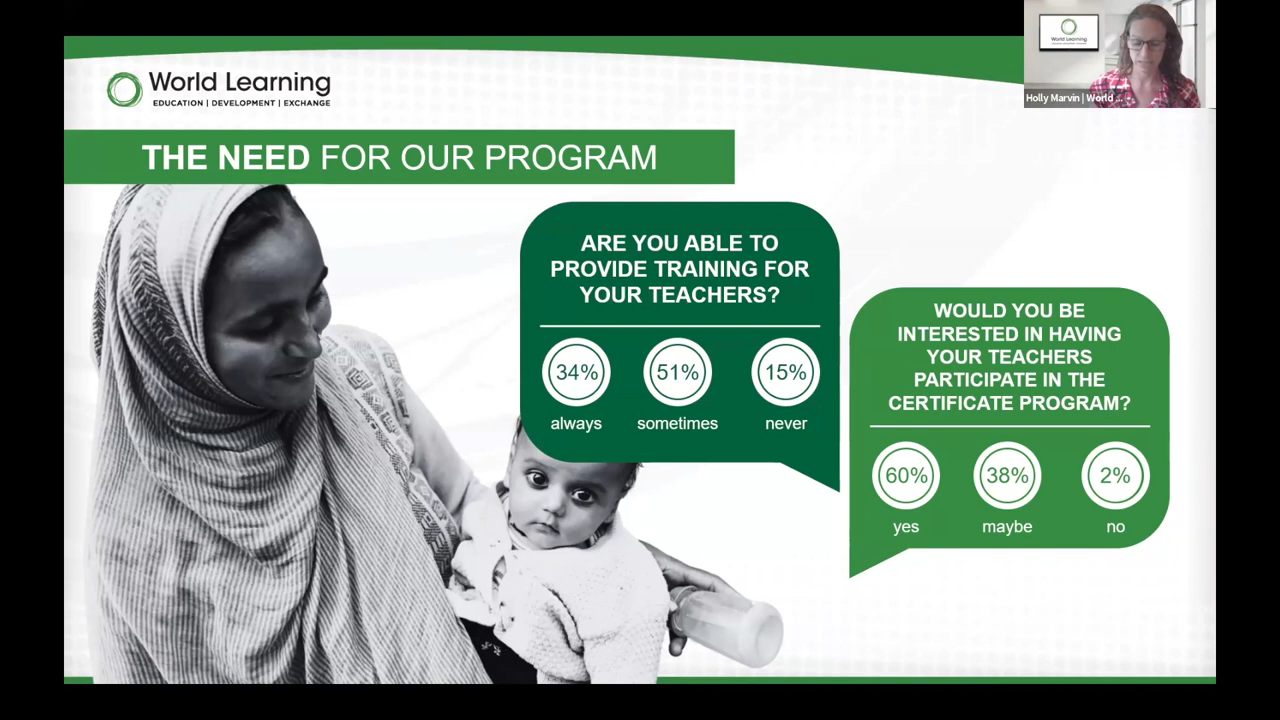 World Learning
EDUCATION | DEVELOPMENT | EXCHANGE
THE NEED FOR OUR PROGRAM
ARE YOU ABLE TO
PROVIDE TRAINING FOR
YOUR TEACHERS?
34% 51% 15%
always sometimes never
WOULD YOU BE
INTERESTED IN HAVING
YOUR TEACHERS
PARTICIPATE IN THE
CERTIFICATE PROGRAM?
60% 38% 2%
yes maybe no
World Learning
Holly Marvin | World ...